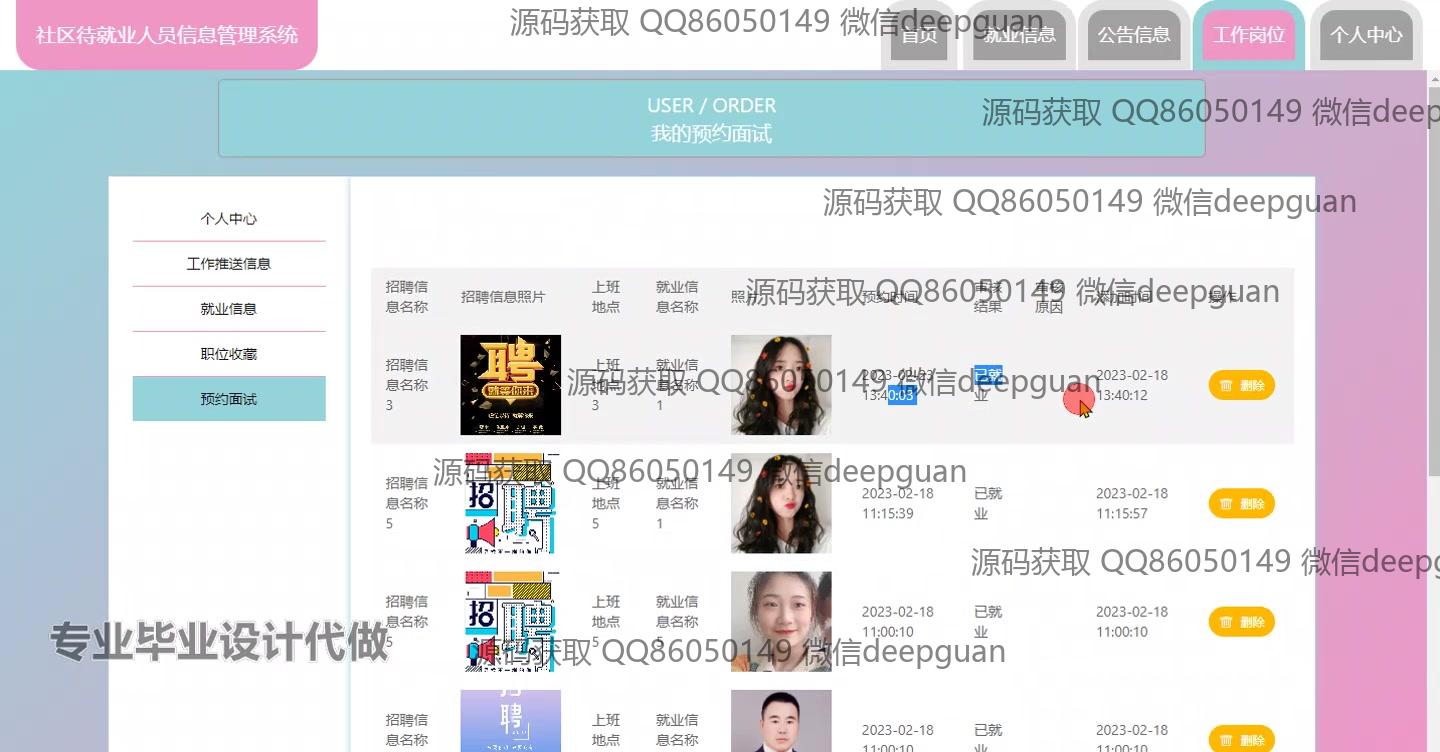 社区待就业人员信息管理系统
源码获取 QQ86050149 微信deepguan
首页
就业信息
公告信息
工作岗位
个人中心
USER / ORDER
我的预约面试
源码获取 QQ86050149 微信deep
源码获取 QQ86050149 微信deepguan
个人中心
工作推送信息
就业信息
职位收藏
预约面试
招聘信
息名称
招聘信息照片
上班
地点
就业信
息名称
照片
预约时间
审核
结果
审核
原因
添加时间
操作
源码获取 QQ86050149 微信deepguan
招聘信
息名称
3
聘
上班
地点
3
就业信
息名称
1
2023-02-23
13:40:03
已就
业
2023-02-18
13:40:12
删除
源码获取 QQ86050149 微信deepguan
招聘信
息名称
5
招聘
上班
地点
5
就业信
息名称
1
2023-02-18
11:15:39
已就
业
2023-02-18
11:15:57
删除
源码获取 QQ86050149 微信deepguan
源码获取 QQ86050149 微信deepg
招聘信
息名称
5
招聘
上班
地点
5
就业信
息名称
5
2023-02-18
11:00:10
已就
业
2023-02-18
11:00:10
删除
专业毕业设计代做
源码获取 QQ86050149 微信deepguan
招聘信
息名称
招
聘
上班
地点
就业信
息名称
2023-02-18
11:00:10
已就
业
2023-02-18
11:00:10
删除